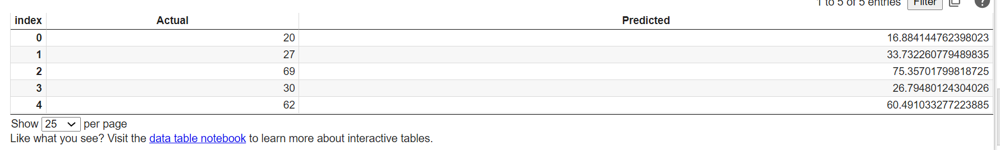 1 to 5 of 5 entries Filter ?
index Actual Predicted
0 20 16.884144762398023
1 27 33.732260779489835
2 69 75.35701799818725
3 30 26.79480124304026
4 62 60.491033277223885
Show 25 per page
Like what you see? Visit the data table notebook to learn more about interactive tables.